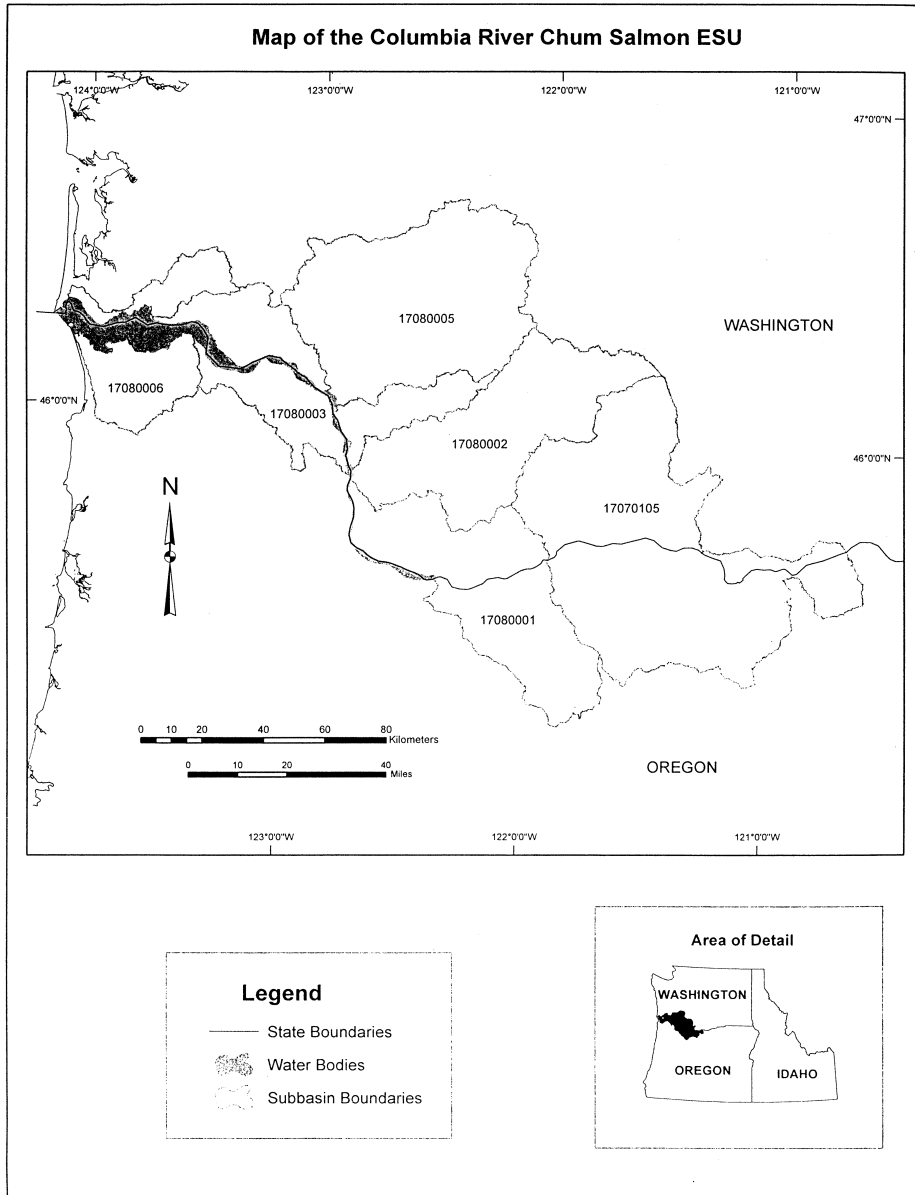 Map of the Columbia River Chum Salmon ESU
124°0'0"W 123°0'0"W 122°0'0"W 121°0'0"W
47°0'0"N
17080005
WASHINGTON
17080006
46°0'0"N
17080003
17080002
46°0'0"N
N
17070105
17080001
0 10 20 40 60 80
Kilometers
0 10 20 40
Miles
OREGON
123°0'0"W 122°0'0"W 121°0'0"W
Legend
State Boundaries
Water Bodies
Subbasin Boundaries
Area of Detail
WASHINGTON
OREGON
IDAHO